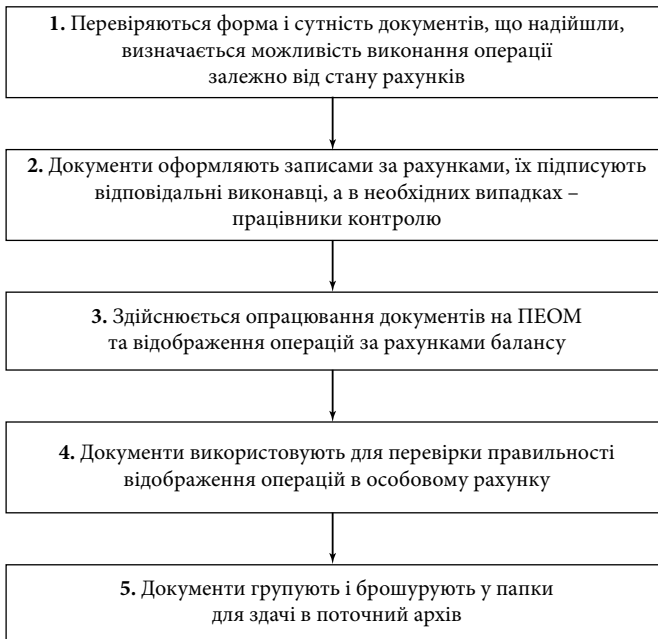 1. Перевіряються форма і сутність документів, що надійшли,
визначається можливість виконання операції
залежно від стану рахунків
2. Документи оформляють записами за рахунками, їх підписують
відповідальні виконавці, а в необхідних випадках –
працівники контролю
3. Здійснюється опрацювання документів на ПЕОМ
та відображення операцій за рахунками балансу
4. Документи використовують для перевірки правильності
відображення операцій в особовому рахунку
5. Документи групують і брошурують у папки
для здачі в поточний архів